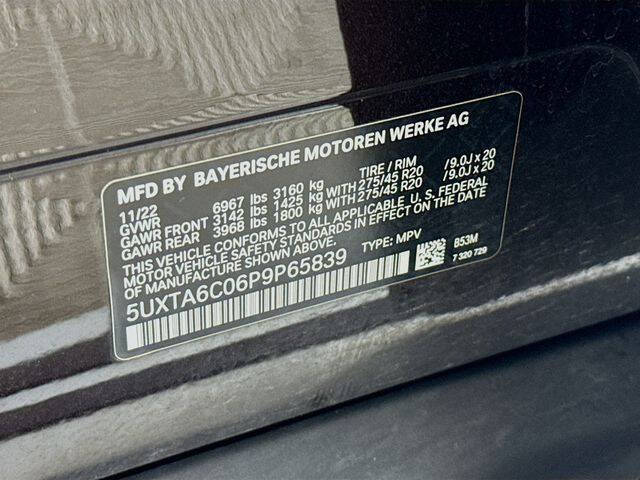 MFD BY BAYERISCHE MOTOREN WERKE AG
11/22
GVWR 6967 lbs 3160 kg TIRE / RIM
GAWR FRONT 3142 lbs 1425 kg WITH 275/45 R20 /9.0J x 20
GAWR REAR 3968 lbs 1800 kg WITH 275/45 R20 /9.0J x 20
THIS VEHICLE CONFORMS TO ALL APPLICABLE U. S. FEDERAL
MOTOR VEHICLE SAFETY STANDARDS IN EFFECT ON THE DATE
OF MANUFACTURE SHOWN ABOVE.
5UXTA6C06P9P65839 TYPE: MPV B53M
7 320 729